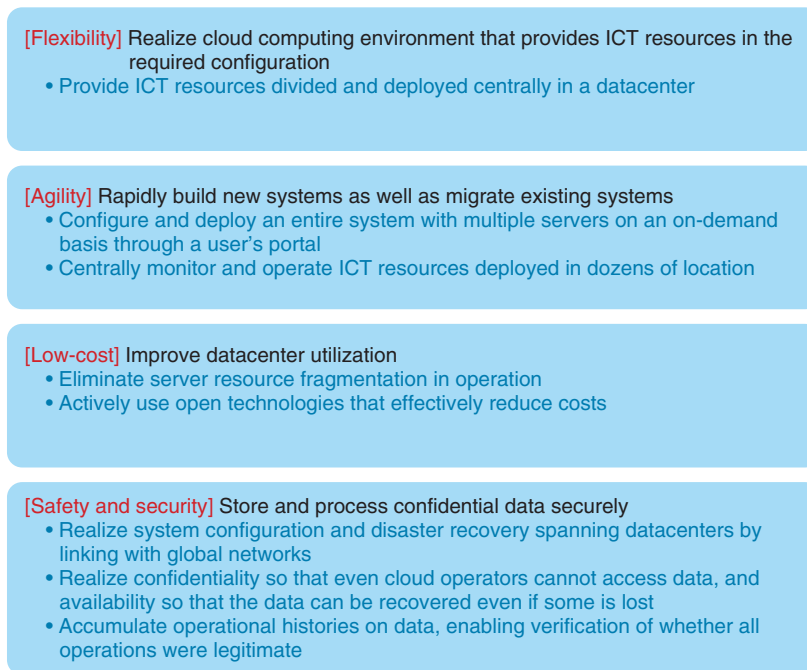 [Flexibility] Realize cloud computing environment that provides ICT resources in the
required configuration
• Provide ICT resources divided and deployed centrally in a datacenter
[Agility] Rapidly build new systems as well as migrate existing systems
• Configure and deploy an entire system with multiple servers on an on-demand
basis through a user’s portal
• Centrally monitor and operate ICT resources deployed in dozens of location
[Low-cost] Improve datacenter utilization
• Eliminate server resource fragmentation in operation
• Actively use open technologies that effectively reduce costs
[Safety and security] Store and process confidential data securely
• Realize system configuration and disaster recovery spanning datacenters by
linking with global networks
• Realize confidentiality so that even cloud operators cannot access data, and
availability so that the data can be recovered even if some is lost
• Accumulate operational histories on data, enabling verification of whether all
operations were legitimate